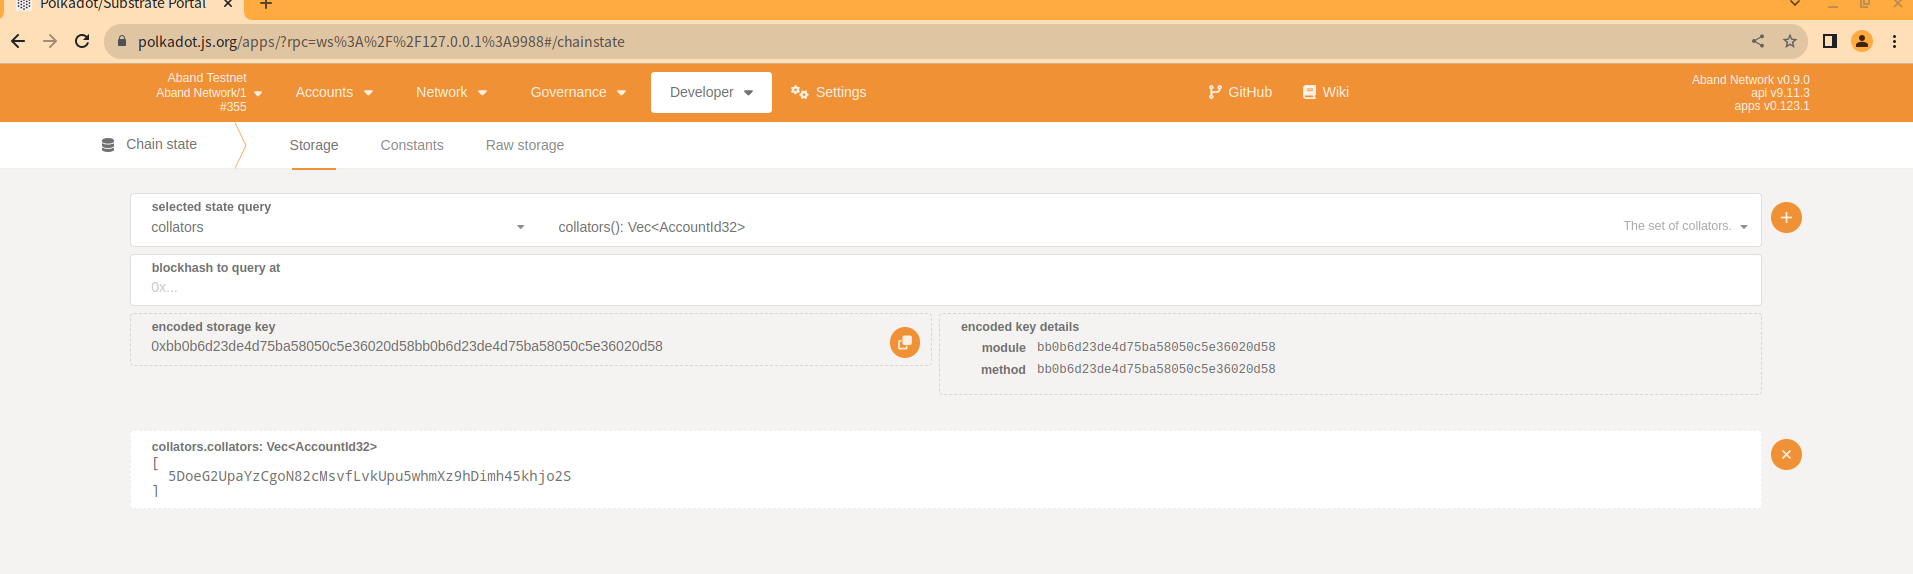 Polkadot/Substrate Portal
polkadot.js.org/apps/?rpc=ws%3A%2F%2F127.0.0.1%3A9988#/chainstate
Aband Testnet
Aband Network/1
#355
Accounts
Network
Governance
Developer
Settings
GitHub
Wiki
Aband Network v0.9.0
api v9.11.3
apps v0.123.1
Chain state
Storage
Constants
Raw storage
selected state query
collators
collators(): Vec<AccountId32>
The set of collators.
blockhash to query at
0x...
encoded storage key
0xbb0b6d23de4d75ba58050c5e36020d58bb0b6d23de4d75ba58050c5e36020d58
encoded key details
module bb0b6d23de4d75ba58050c5e36020d58
method bb0b6d23de4d75ba58050c5e36020d58
collators.collators: Vec<AccountId32>
[
5DoeG2UpaYzCgoN82cMsvfLvkUpu5whmXz9hDimh45khjo2S
]